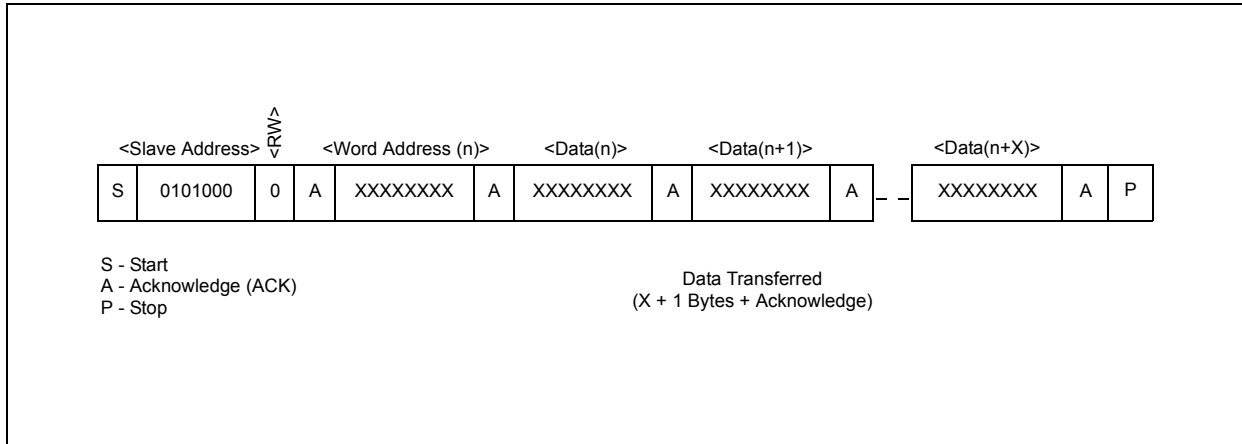 <Slave Address> <RW> <Word Address (n)> <Data(n)> <Data(n+1)> <Data(n+X)>
S 0101000 0 A XXXXXXXX A XXXXXXXX A XXXXXXXX A XXXXXXXX A P
S - Start
A - Acknowledge (ACK)
P - Stop
Data Transferred
(X + 1 Bytes + Acknowledge)